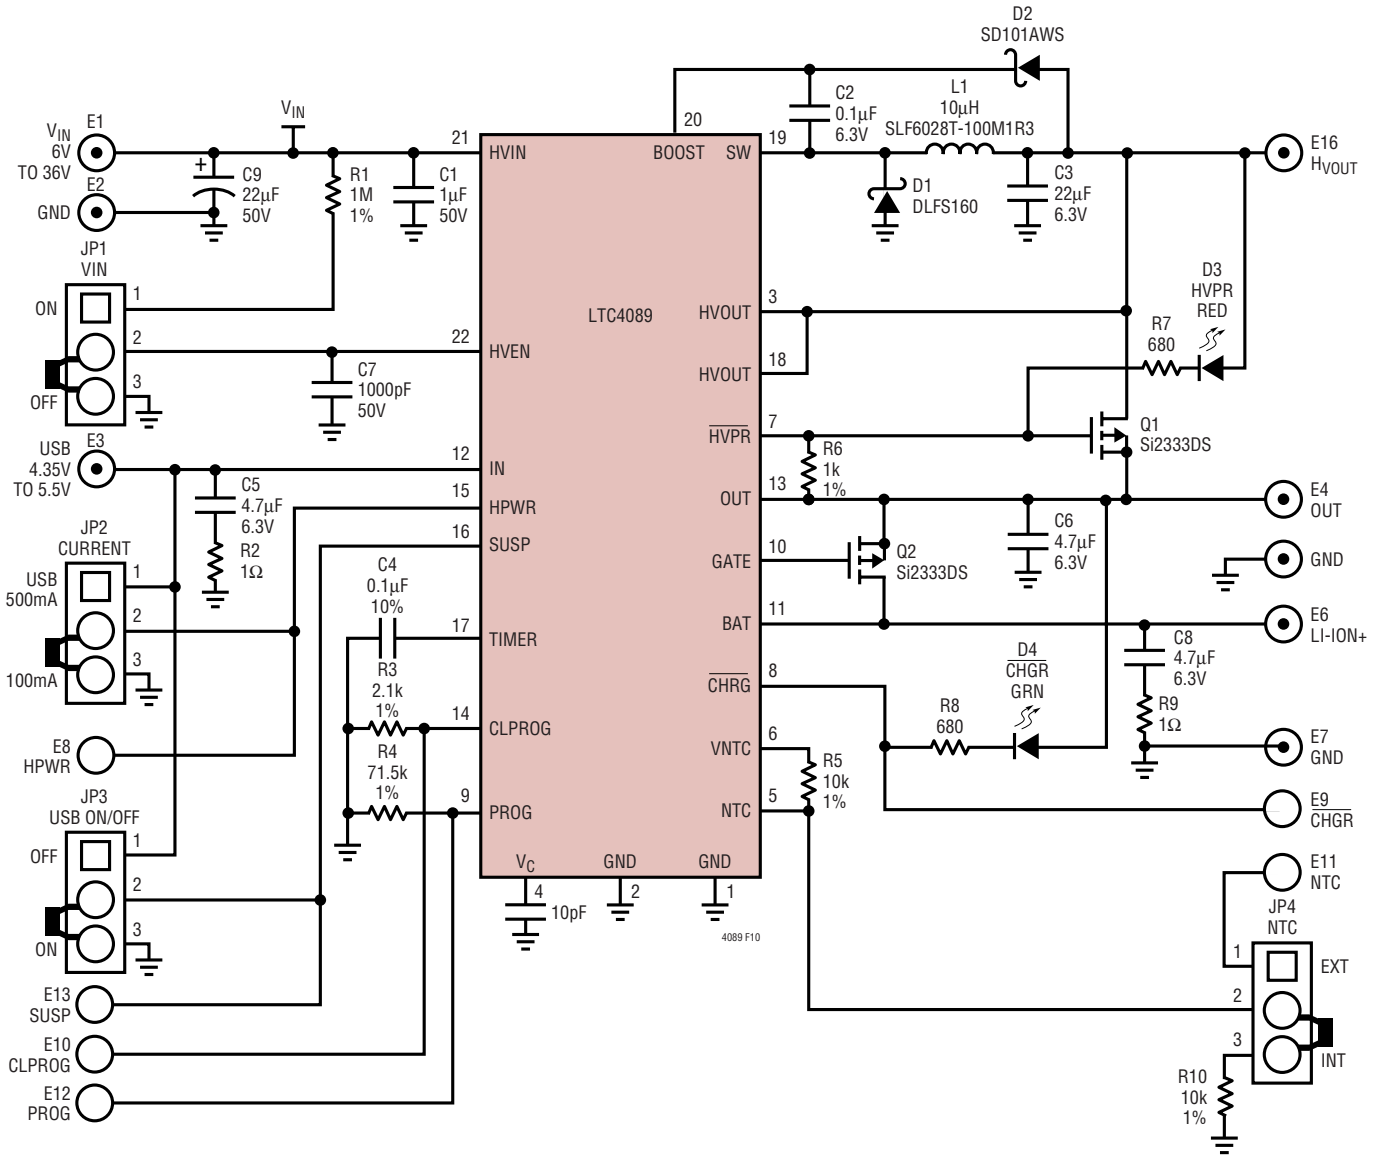 D2
SD101AWS
C2
0.1µF
6.3V
L1
10µH
SLF6028T-100M1R3
E1
V_IN
6V
TO 36V
V_IN
21
HVIN
20
BOOST
SW
19
E16
H_VOUT
E2
GND
+
C9
22µF
50V
R1
1M
1%
C1
1µF
50V
D1
DLFS160
C3
22µF
6.3V
JP1
VIN
ON
1
2
3
OFF
22
HVEN
C7
1000pF
50V
LTC4089
HVOUT
3
HVOUT
18
D3
HVPR
RED
R7
680
HVPR
7
Q1
Si2333DS
R6
1k
1%
USB
4.35V
TO 5.5V
E3
12
IN
15
HPWR
16
SUSP
C5
4.7µF
6.3V
R2
1Ω
OUT
13
E4
OUT
GATE
10
Q2
Si2333DS
C6
4.7µF
6.3V
GND
JP2
CURRENT
USB
500mA
1
2
3
100mA
C4
0.1µF
10%
17
TIMER
BAT
11
E6
LI-ION+
C8
4.7µF
6.3V
R9
1Ω
R3
2.1k
1%
14
CLPROG
CHRG
8
D4
CHGR
GRN
R8
680
E8
HPWR
R4
71.5k
1%
9
PROG
VNTC
6
R5
10k
1%
NTC
5
E7
GND
E9
CHGR
JP3
USB ON/OFF
OFF
1
2
3
ON
V_C
4
10pF
GND
2
GND
1
4089 F10
E11
NTC
JP4
NTC
1
EXT
2
3
INT
R10
10k
1%
E13
SUSP
E10
CLPROG
E12
PROG